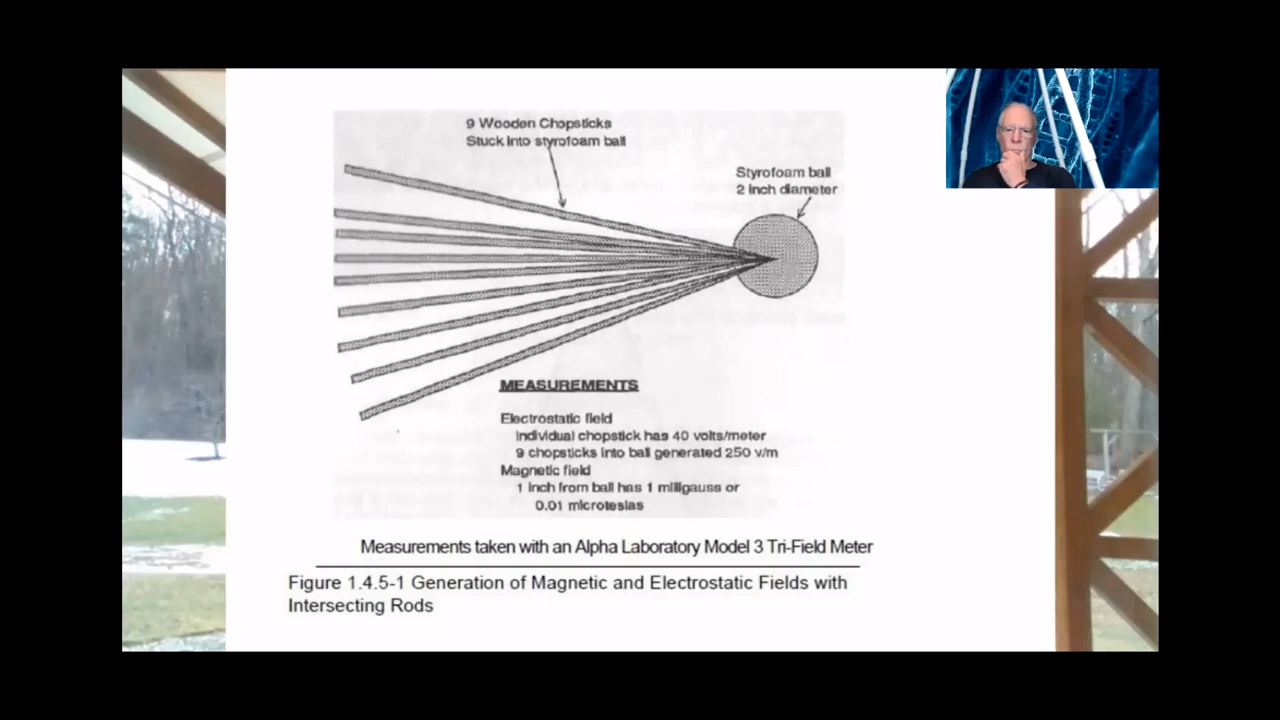 9 Wooden Chopsticks
Stuck into styrofoam ball
Styrofoam ball
2 inch diameter
MEASUREMENTS
Electrostatic field
Individual chopstick has 40 volts/meter
9 chopsticks into ball generated 250 v/m
Magnetic field
1 inch from ball has 1 milligauss or
0.01 microteslas
Measurements taken with an Alpha Laboratory Model 3 Tri-Field Meter
Figure 1.4.5-1 Generation of Magnetic and Electrostatic Fields with
Intersecting Rods